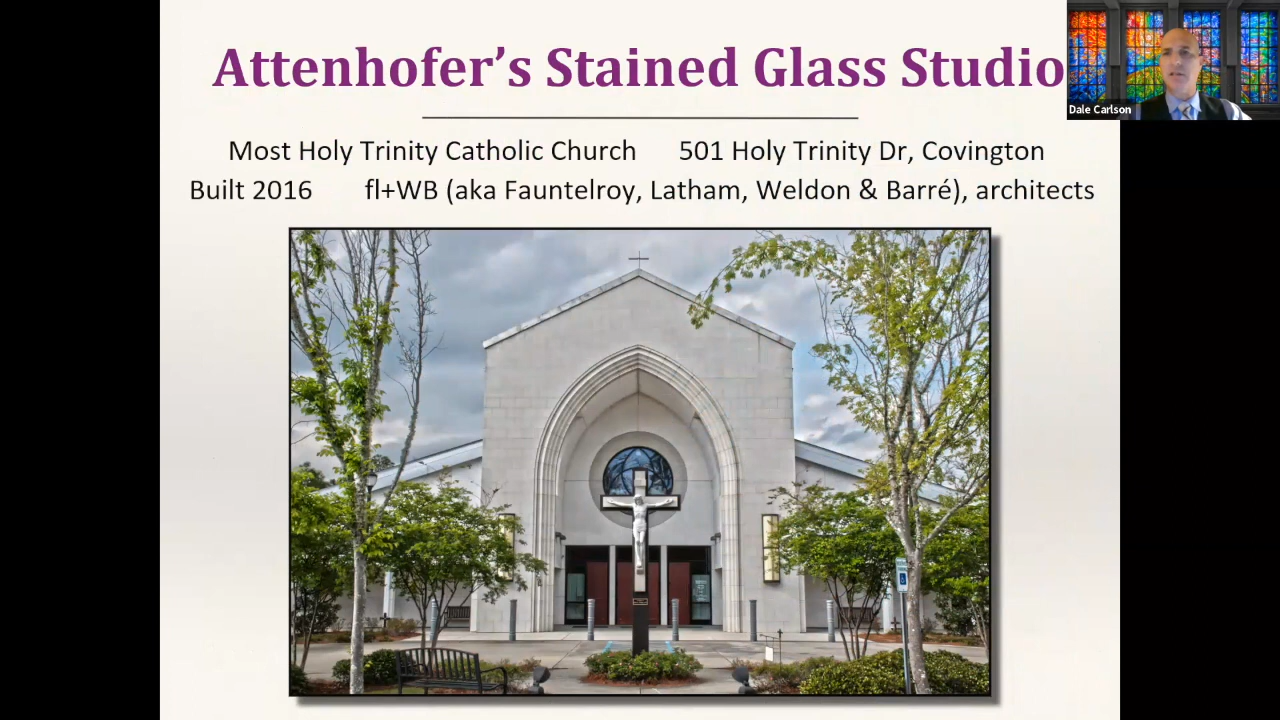 Attenhofer's Stained Glass Studio
Dale Carlson
Most Holy Trinity Catholic Church 501 Holy Trinity Dr, Covington
Built 2016 fl+WB (aka Fauntelroy, Latham, Weldon & Barré), architects